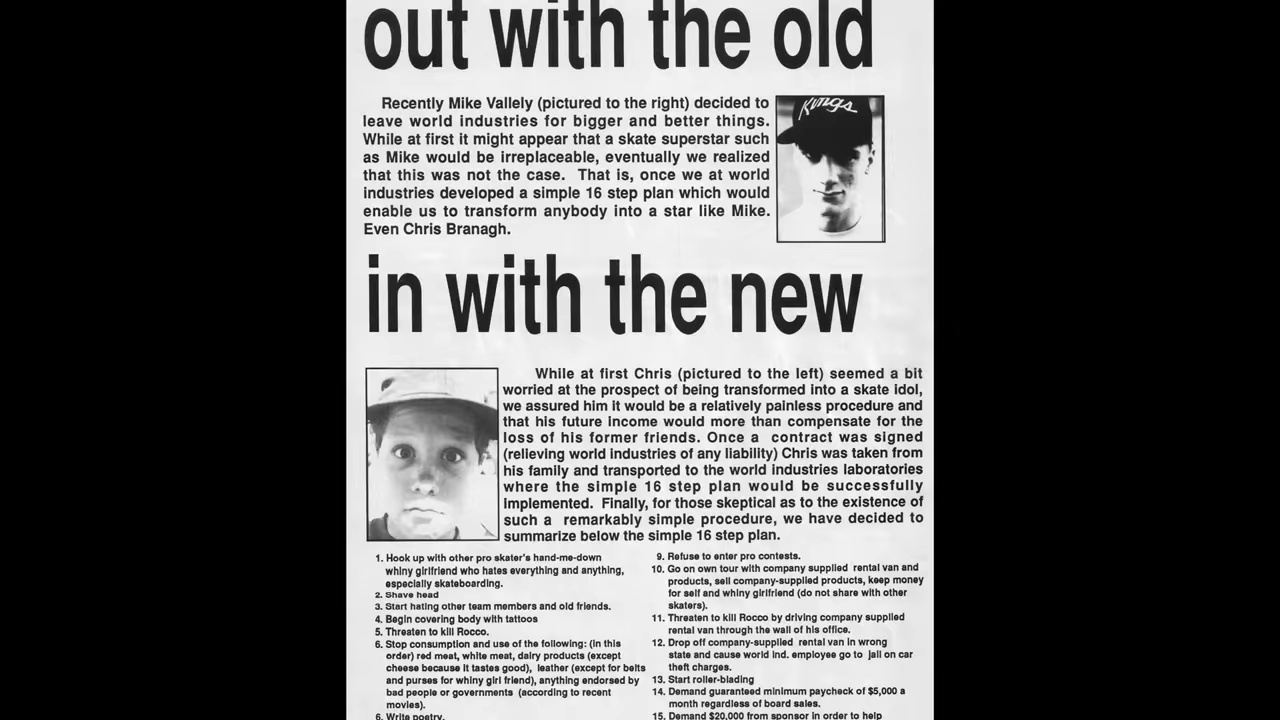 out with the old
Recently Mike Vallely (pictured to the right) decided to
leave world industries for bigger and better things.
While at first it might appear that a skate superstar such
as Mike would be irreplaceable, eventually we realized
that this was not the case. That is, once we at world
industries developed a simple 16 step plan which would
enable us to transform anybody into a star like Mike.
Even Chris Branagh.
Kings
in with the new
While at first Chris (pictured to the left) seemed a bit
worried at the prospect of being transformed into a skate idol,
we assured him it would be a relatively painless procedure and
that his future income would more than compensate for the
loss of his former friends. Once a contract was signed
(relieving world industries of any liability) Chris was taken from
his family and transported to the world industries laboratories
where the simple 16 step plan would be successfully
implemented. Finally, for those skeptical as to the existence of
such a remarkably simple procedure, we have decided to
summarize below the simple 16 step plan.
1. Hook up with other pro skater's hand-me-down
whiny girlfriend who hates everything and anything,
especially skateboarding.
2. Shave head
3. Start hating other team members and old friends.
4. Begin covering body with tattoos
5. Threaten to kill Rocco.
6. Stop consumption and use of the following: (in this
order) red meat, white meat, dairy products (except
cheese because it tastes good), leather (except for belts
and purses for whiny girl friend), anything endorsed by
bad people or governments (according to recent
movies).
6. Write poetry.
9. Refuse to enter pro contests.
10. Go on own tour with company supplied rental van and
products, sell company-supplied products, keep money
for self and whiny girlfriend (do not share with other
skaters).
11. Threaten to kill Rocco by driving company supplied
rental van through the wall of his office.
12. Drop off company-supplied rental van in wrong
state and cause world ind. employee go to jail on car
theft charges.
13. Start roller-blading
14. Demand guaranteed minimum paycheck of $5,000 a
month regardless of board sales.
15. Demand $20,000 from sponsor in order to help